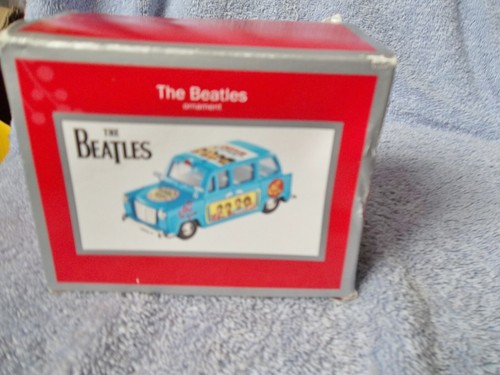 The Beatles
ornament
THE
BEATLES